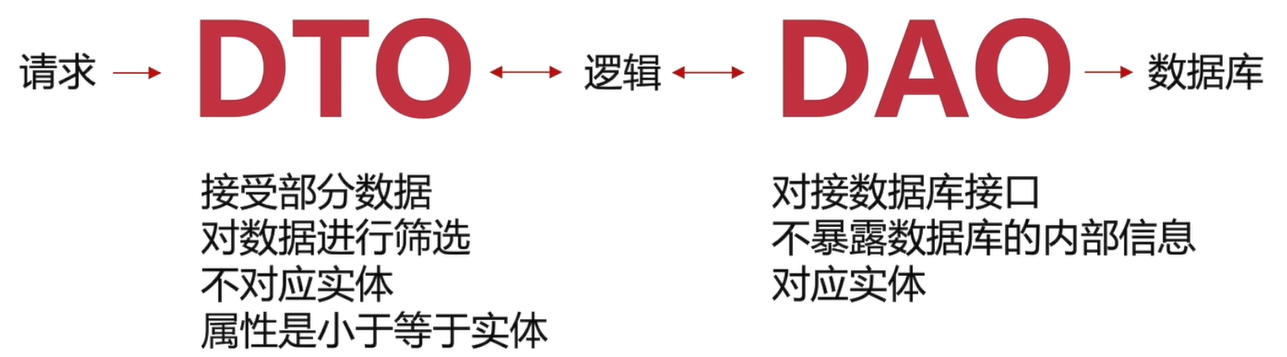 请求 DTO 逻辑 DAO 数据库
接受部分数据
对数据进行筛选
不对应实体
属性是小于等于实体
对接数据库接口
不暴露数据库的内部信息
对应实体